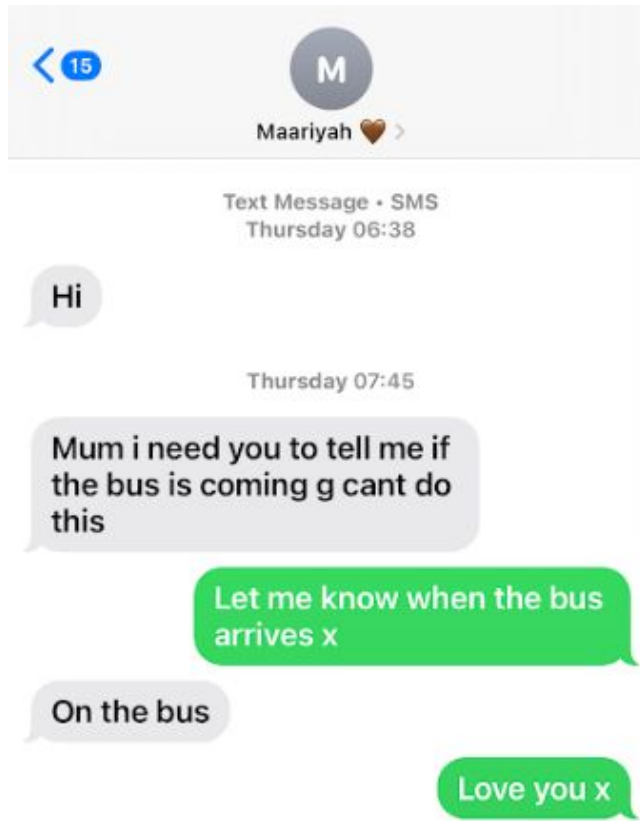 15
M
Maariyah 🤎
Text Message • SMS
Thursday 06:38
Hi
Thursday 07:45
Mum i need you to tell me if
the bus is coming g cant do
this
Let me know when the bus
arrives x
On the bus
Love you x